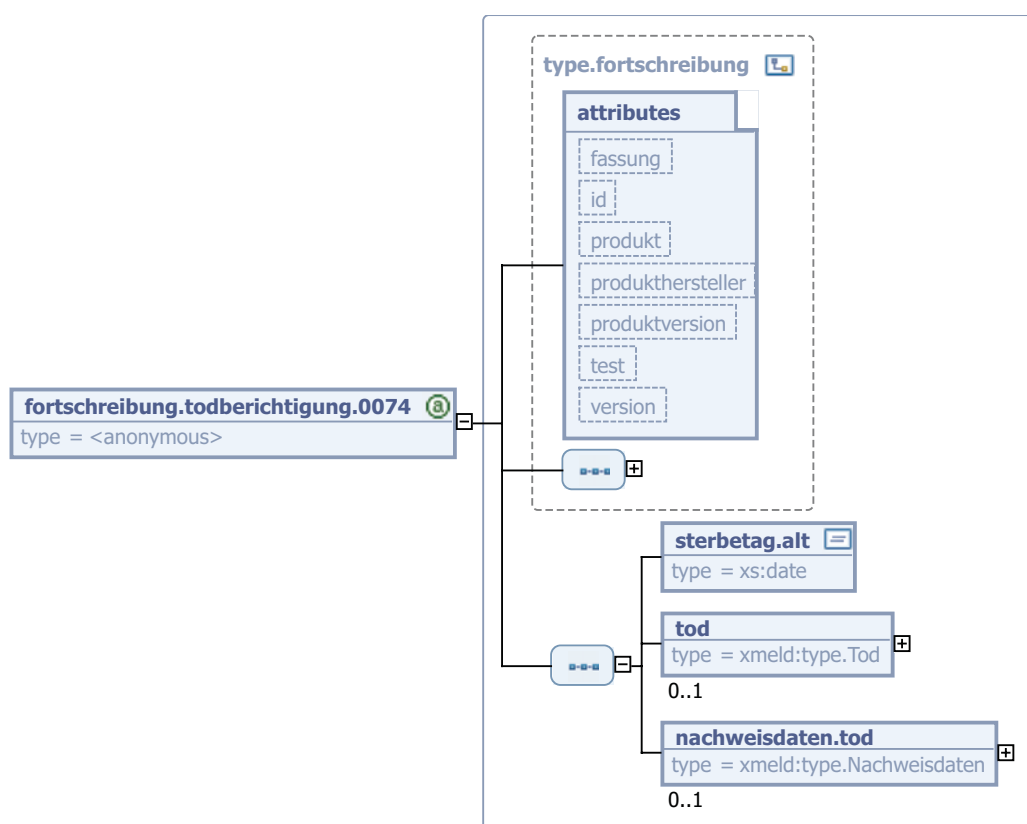 type.fortschreibung
attributes
fassung
id
produkt
produkthersteller
produktversion
test
version
fortschreibung.todberichtigung.0074 @
type = <anonymous>
sterbetag.alt
type = xs:date
tod
type = xmeld:type.Tod
0..1
nachweisdaten.tod
type = xmeld:type.Nachweisdaten
0..1